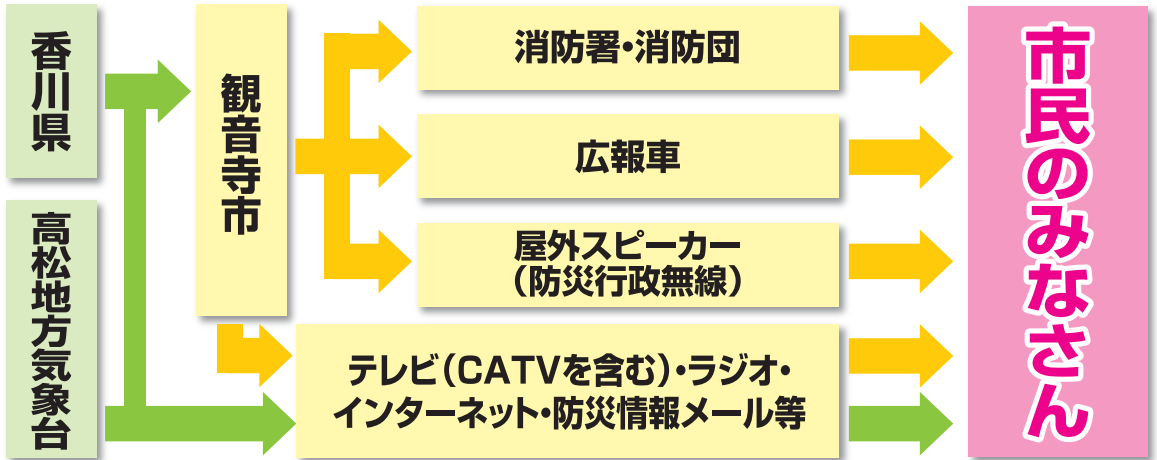 香川県
高松地方気象台
観音寺市
消防署・消防団
広報車
屋外スピーカー
（防災行政無線）
テレビ（CATVを含む）・ラジオ・
インターネット・防災情報メール等
市民のみなさん